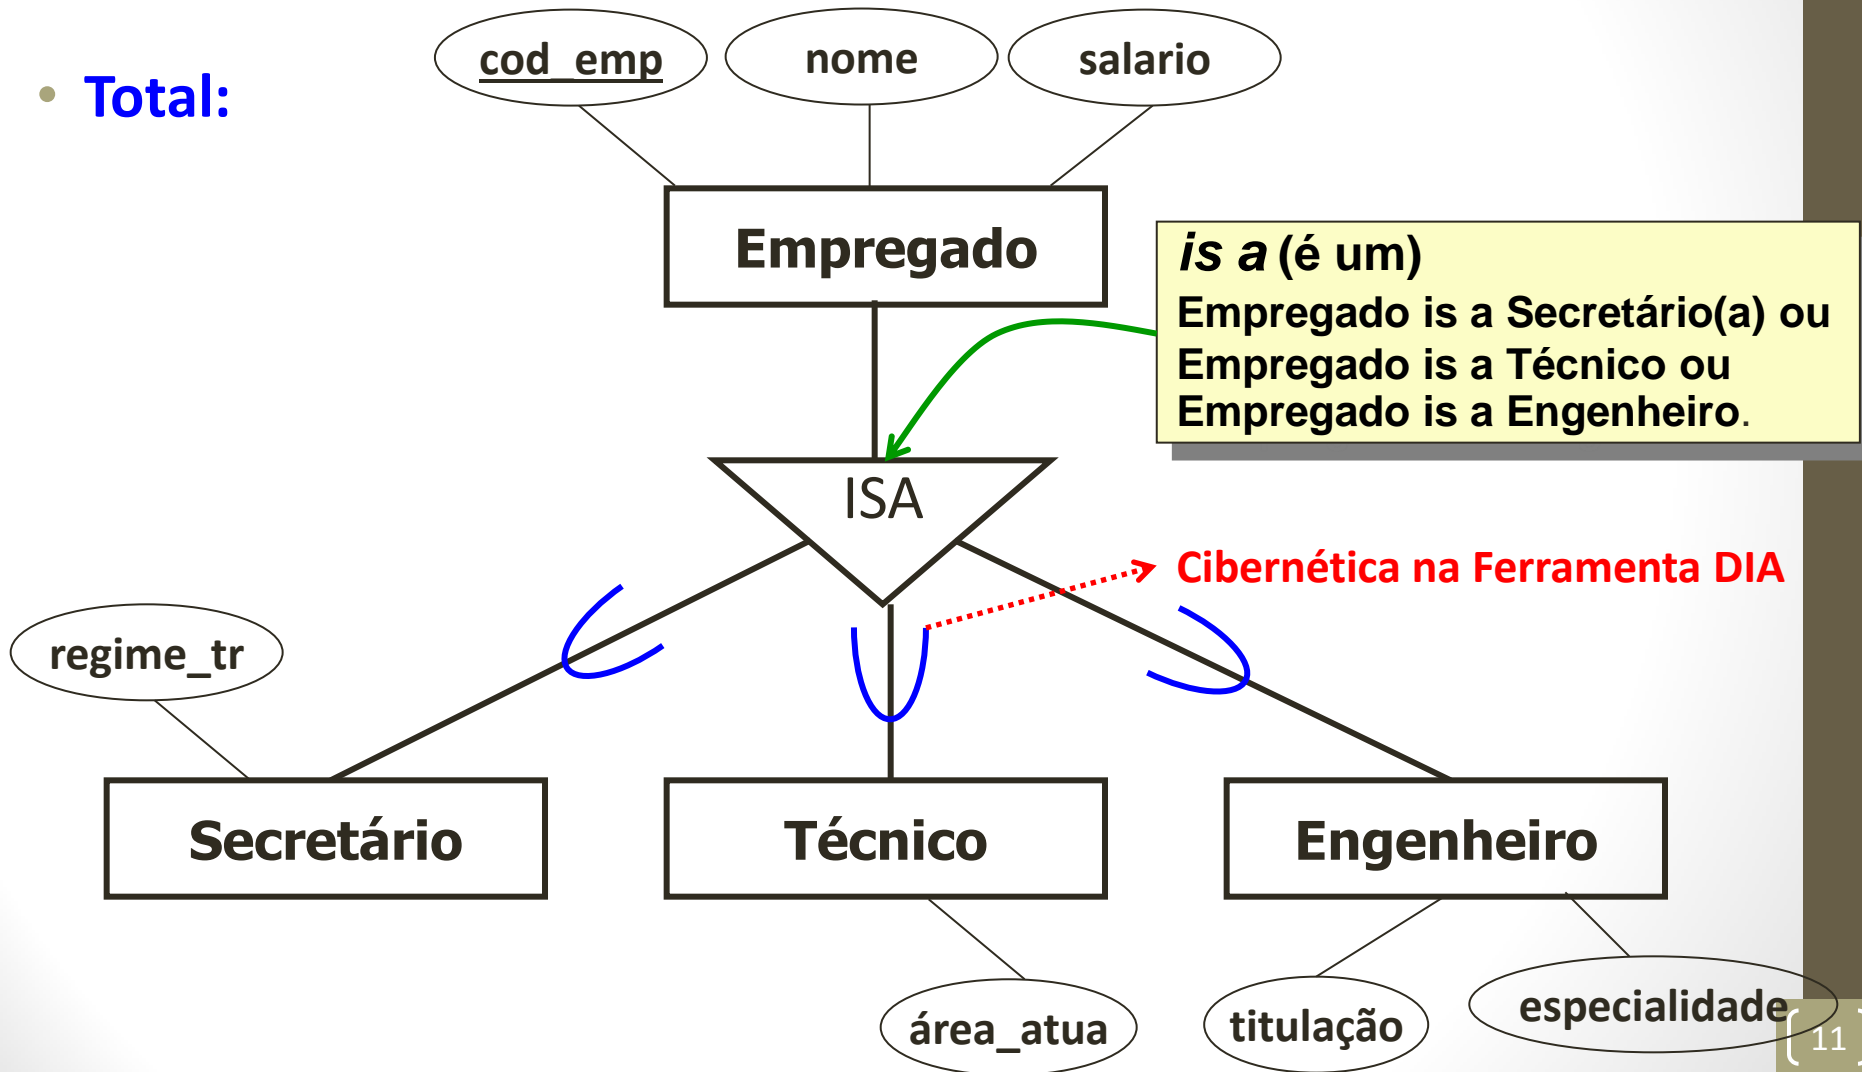 • Total:
cod_emp
nome
salario
Empregado
is a (é um)
Empregado is a Secretário(a) ou
Empregado is a Técnico ou
Empregado is a Engenheiro.
ISA
Cibernética na Ferramenta DIA
regime_tr
Secretário
Técnico
Engenheiro
área_atua
titulação
especialidade
11